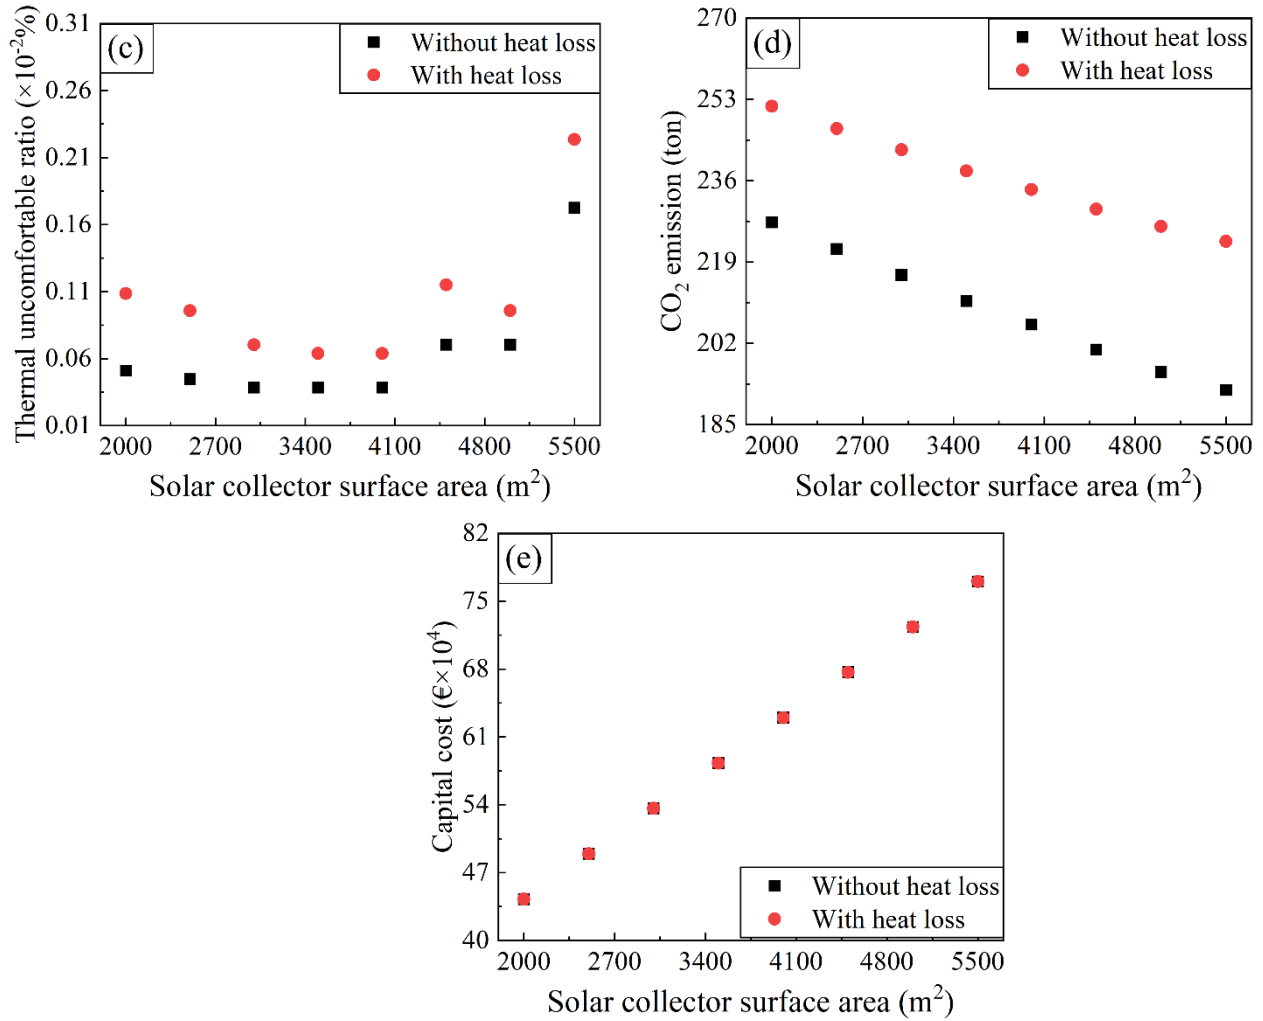 (c)
Without heat loss
With heat loss
Thermal uncomfortable ratio (×10⁻²%)
0.31
0.26
0.21
0.16
0.11
0.06
0.01
2000 2700 3400 4100 4800 5500
Solar collector surface area (m²)
(d)
Without heat loss
With heat loss
CO₂ emission (ton)
270
253
236
219
202
185
2000 2700 3400 4100 4800 5500
Solar collector surface area (m²)
(e)
Capital cost (€×10⁴)
82
75
68
61
54
47
40
Without heat loss
With heat loss
2000 2700 3400 4100 4800 5500
Solar collector surface area (m²)